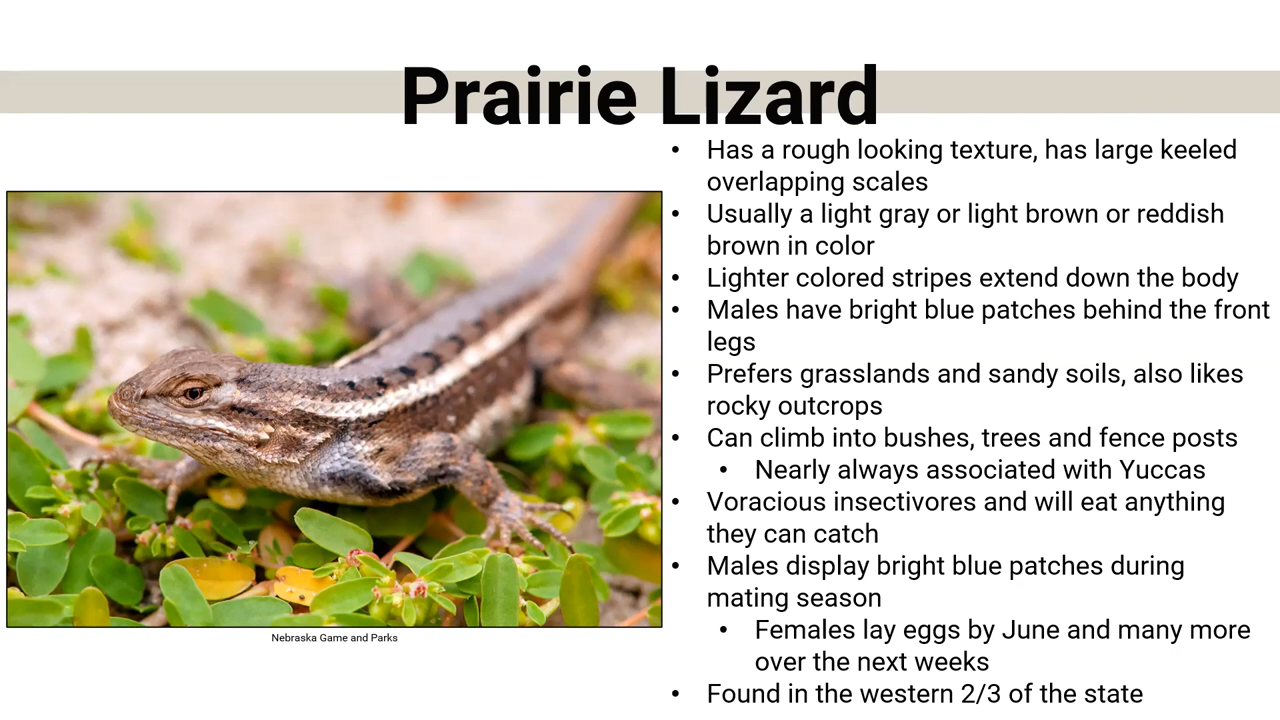 Prairie Lizard
• Has a rough looking texture, has large keeled
overlapping scales
• Usually a light gray or light brown or reddish
brown in color
• Lighter colored stripes extend down the body
• Males have bright blue patches behind the front
legs
• Prefers grasslands and sandy soils, also likes
rocky outcrops
• Can climb into bushes, trees and fence posts
• Nearly always associated with Yuccas
• Voracious insectivores and will eat anything
they can catch
• Males display bright blue patches during
mating season
• Females lay eggs by June and many more
over the next weeks
• Found in the western 2/3 of the state
Nebraska Game and Parks